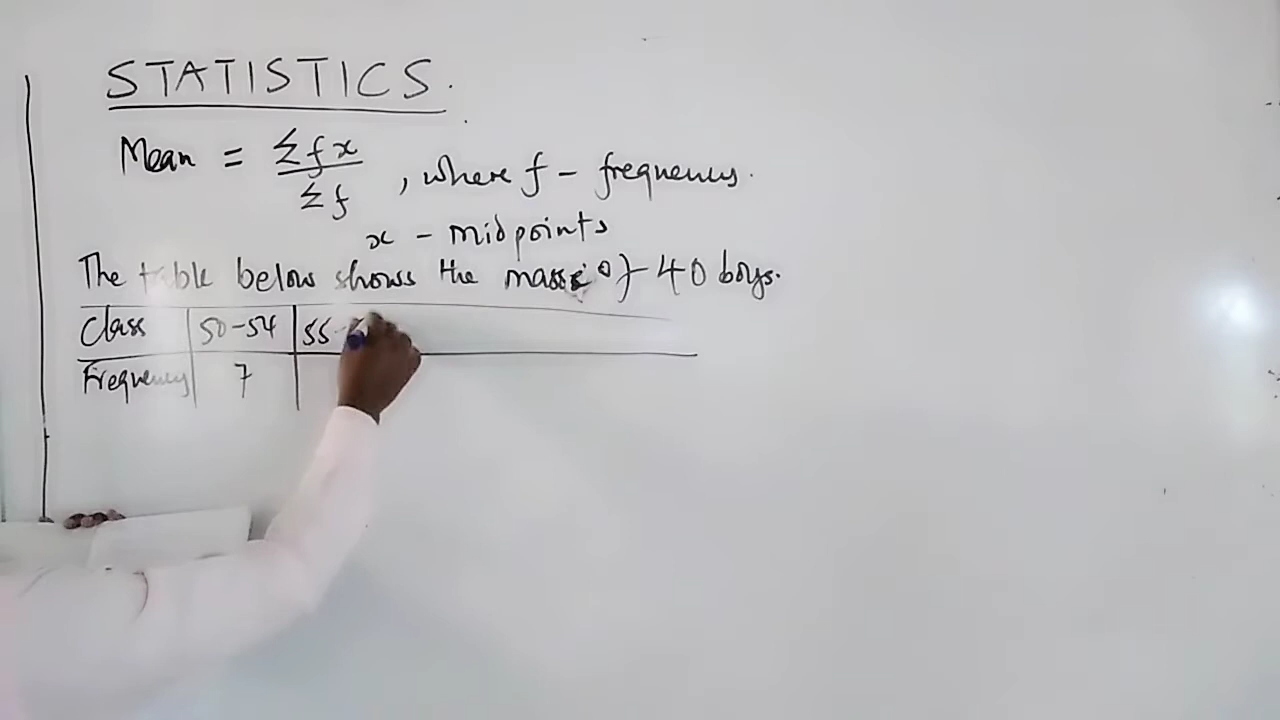 STATISTICS.
Mean = Σfx / Σf , where f - frequency.
x - midpoints
The table below shows the mass of 40 boys.
Class 50-54 55-
Frequency 7